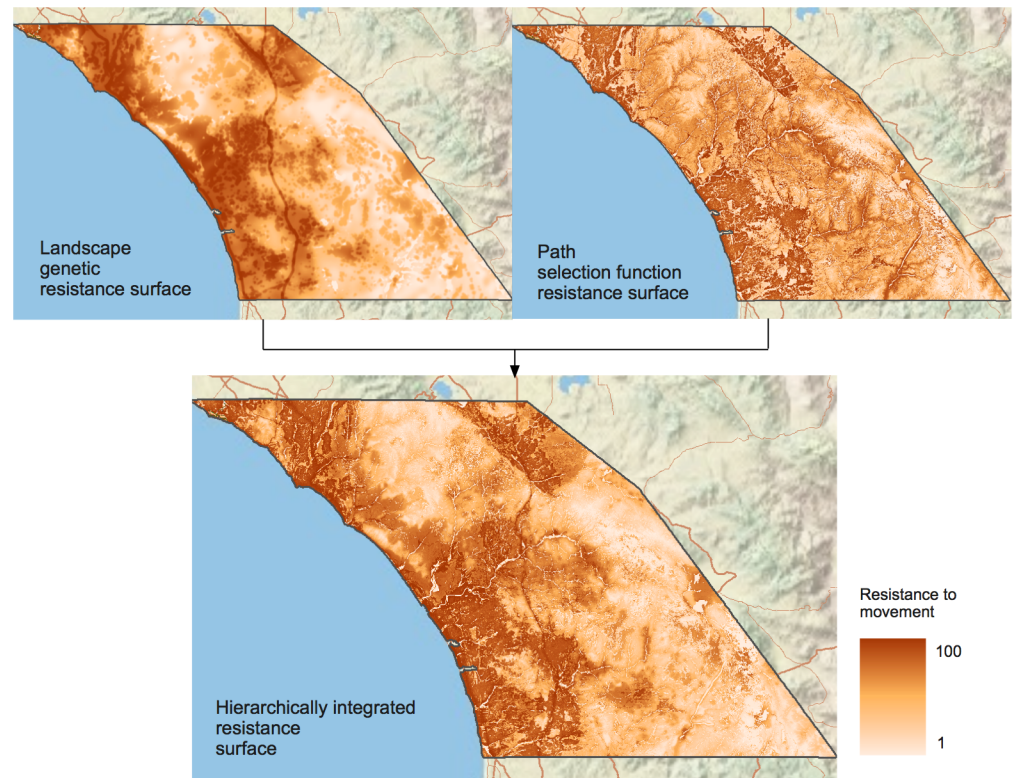 Landscape
genetic
resistance surface
Path
selection function
resistance surface
Hierarchically integrated
resistance
surface
Resistance to
movement
100
1